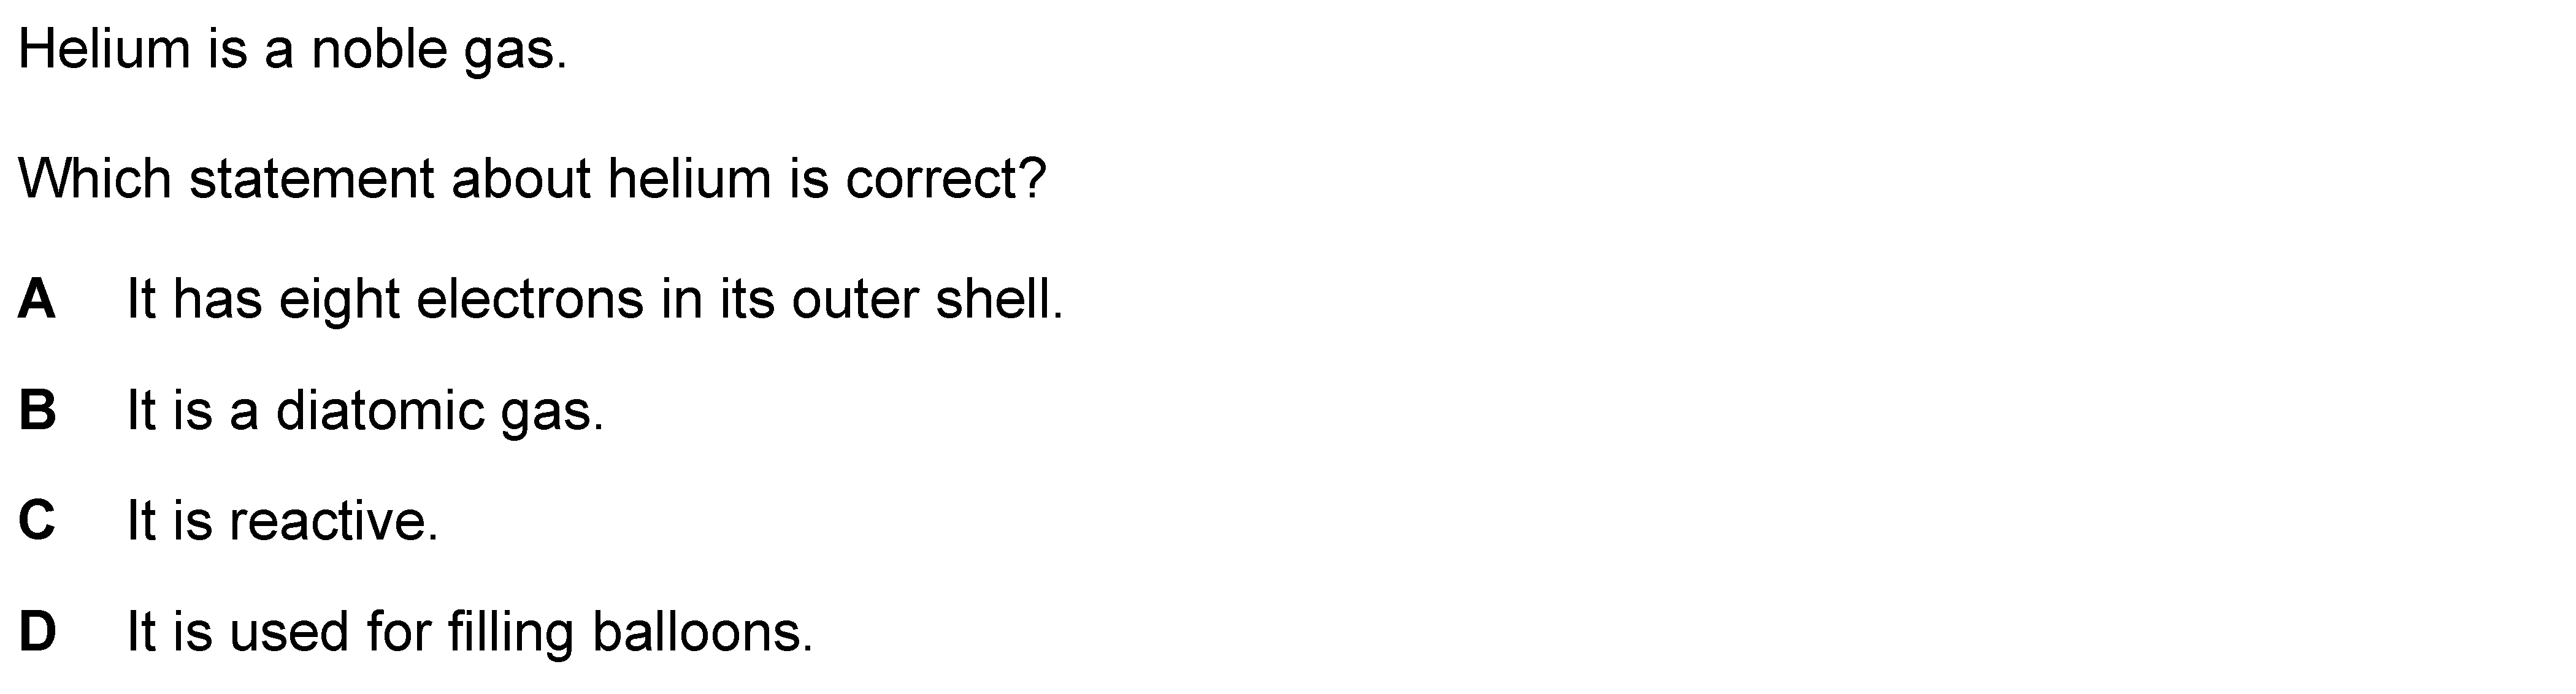 Helium is a noble gas.
Which statement about helium is correct?
A It has eight electrons in its outer shell.
B It is a diatomic gas.
C It is reactive.
D It is used for filling balloons.